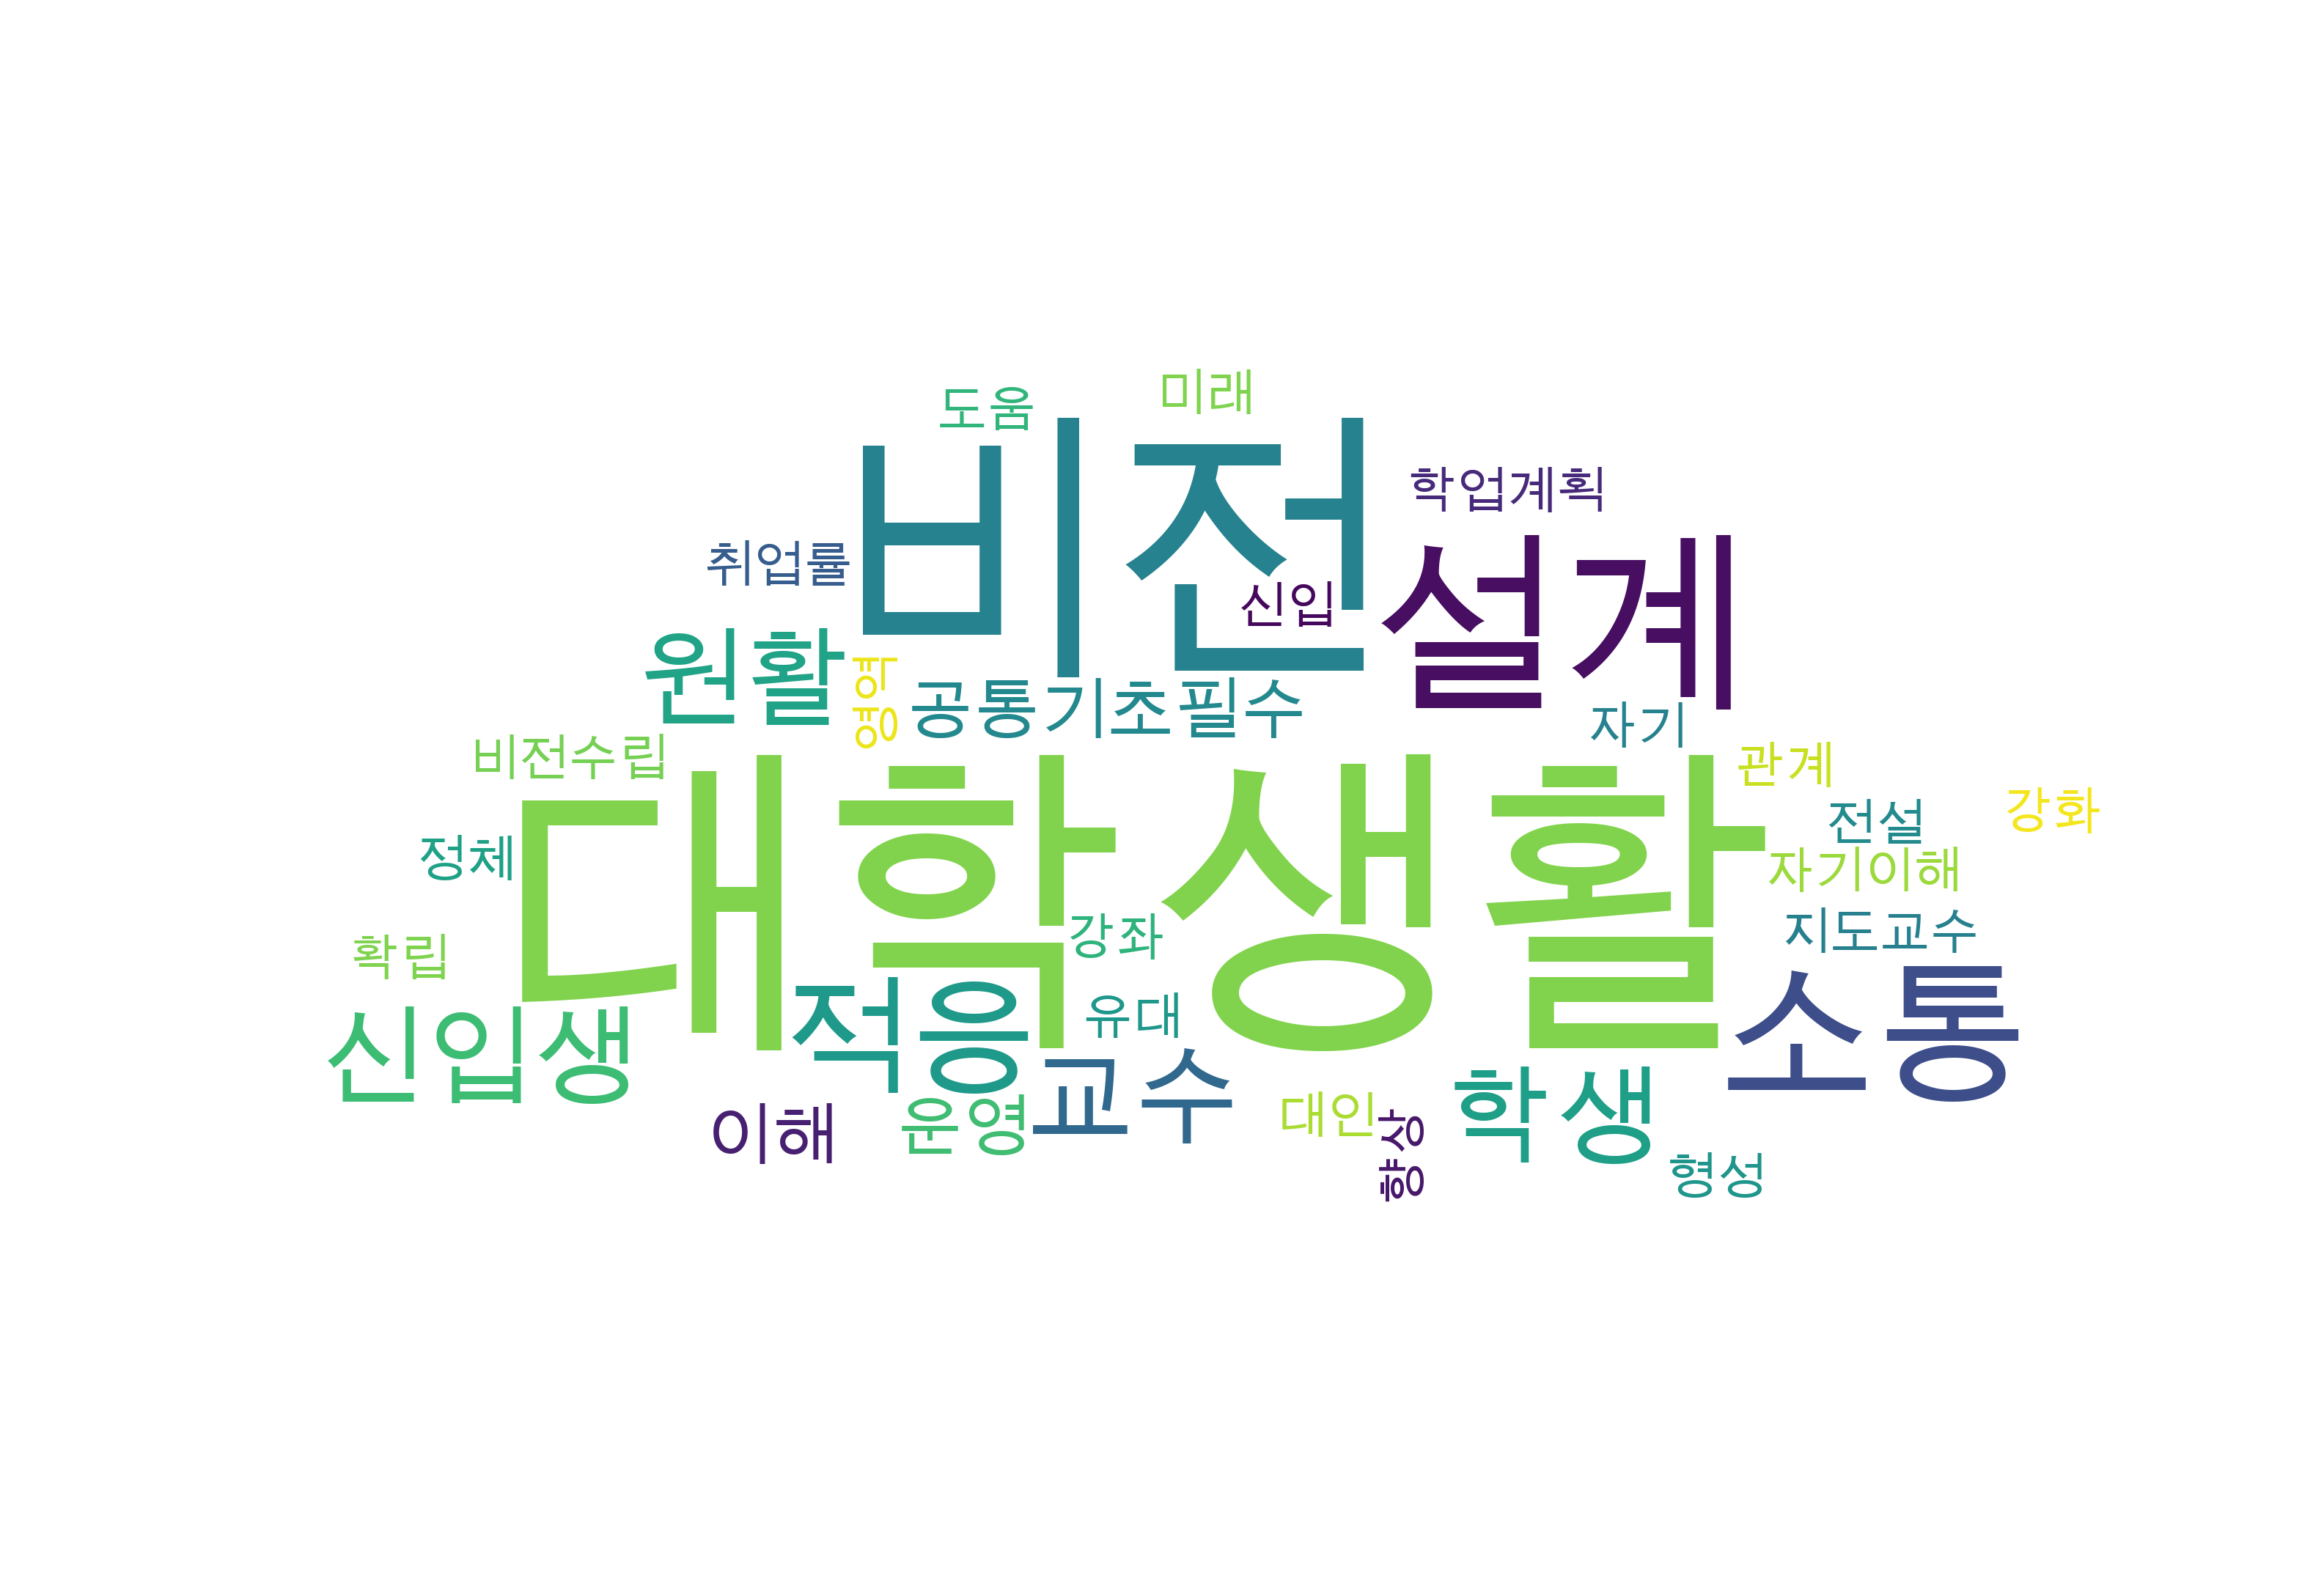 미래
도움
비전
학업계획
취업를
신입
설계
원활
향상
공통기초필수
자기
비전수립
관계
대학생활
강화
전설
정체
자기이해
강좌
지도교수
확립
적응
유대
소통
신입생
교수
학생
이해
운영
대인
형성